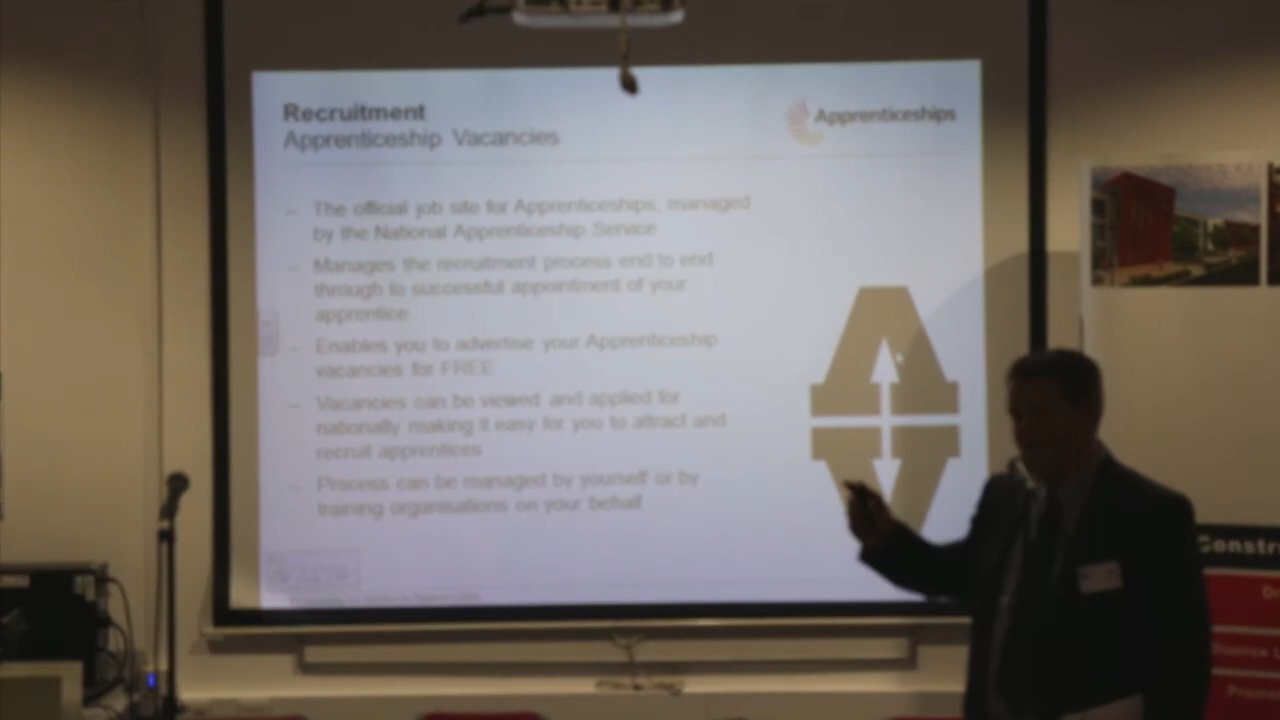 Recruitment
Apprenticeship Vacancies
Apprenticeships
– The official job site for Apprenticeships, managed
by the National Apprenticeship Service
– Manages the recruitment process end to end
through to successful appointment of your
apprentice
– Enables you to advertise your Apprenticeship
vacancies for FREE
– Vacancies can be viewed and applied for
nationally making it easy for you to attract and
recruit apprentices
– Process can be managed by yourself or by
training organisations on your behalf
Constr